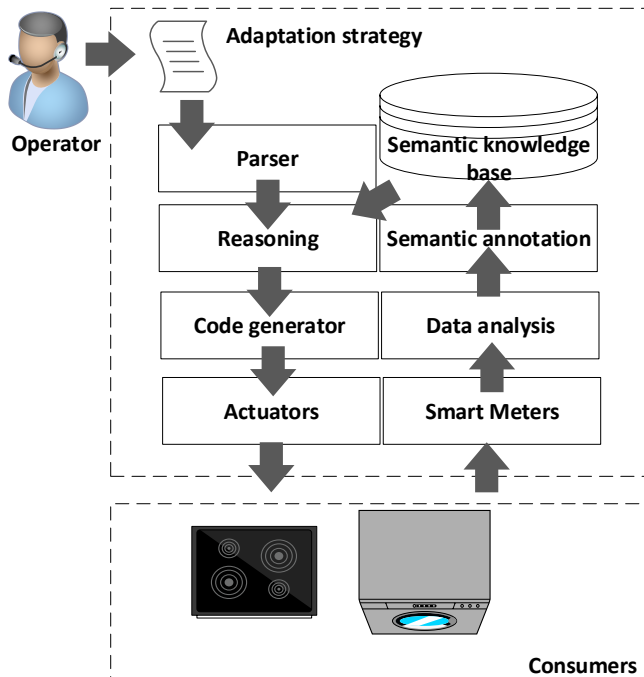 Adaptation strategy
Operator
Parser
Semantic knowledge
base
Reasoning
Semantic annotation
Code generator
Data analysis
Actuators
Smart Meters
Consumers